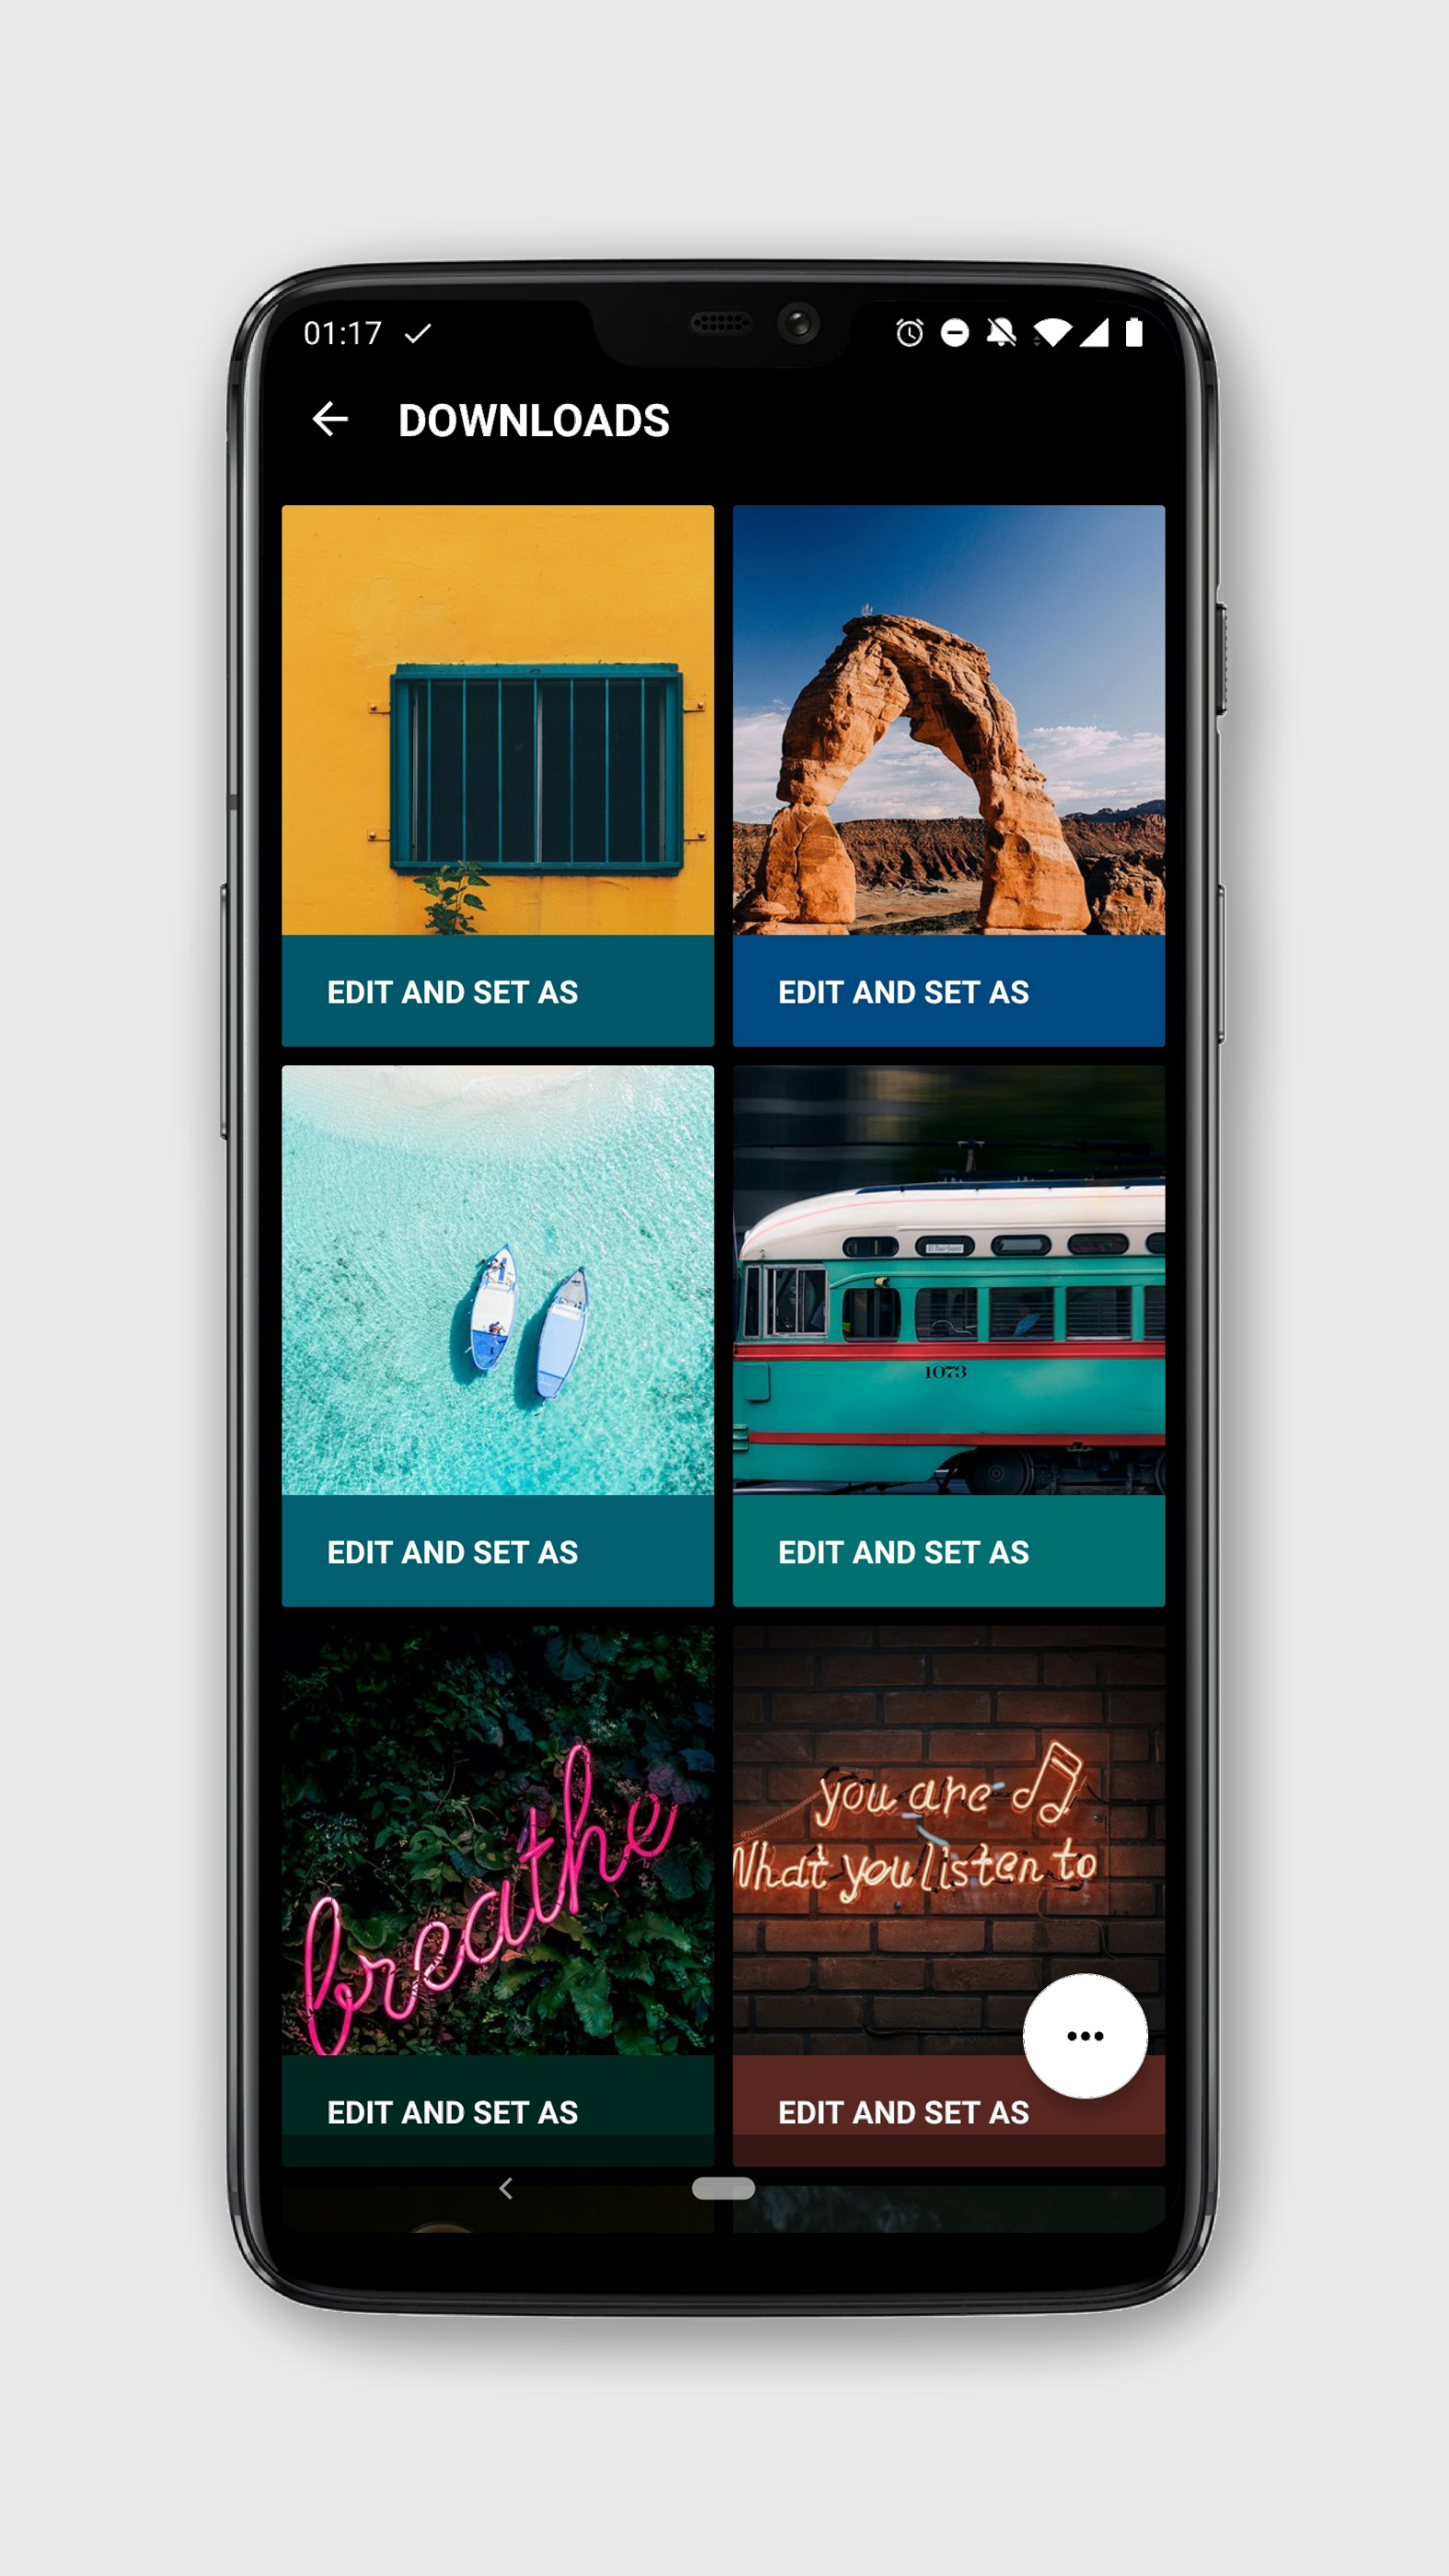 01:17
DOWNLOADS
EDIT AND SET AS
EDIT AND SET AS
1073
EDIT AND SET AS
EDIT AND SET AS
breathe
you are
What you listen to
EDIT AND SET AS
EDIT AND SET AS